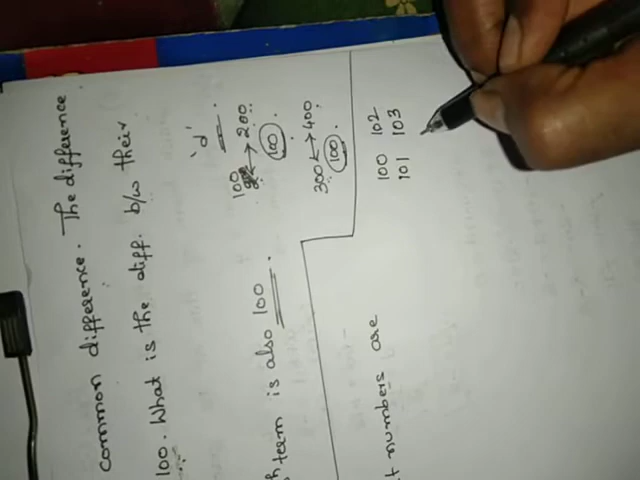 common difference. The difference
100. What is the diff. b/w their
'd'
100 ↔ 200
100.
300 ↔ 400
100.
term is also 100.
100 102
101 103
numbers are